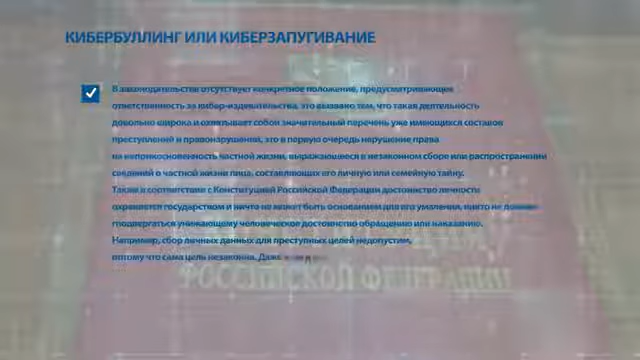 КИБЕРБУЛЛИНГ ИЛИ КИБЕРЗАПУГИВАНИЕ
В законодательстве отсутствует конкретное положение, предусматривающее
ответственность за кибер-издевательства, это вызвано тем, что такая деятельность
довольно широка и охватывает собой значительный перечень уже имеющихся составов
преступлений и правонарушений, это в первую очередь нарушение права
на неприкосновенность частной жизни, выражающееся в незаконном сборе или распространении
сведений о частной жизни лица, составляющих его личную или семейную тайну.
Также в соответствии с Конституцией Российской Федерации достоинство личности
охраняется государством и ничто не может быть основанием для его умаления, никто не должен
подвергаться унижающему человеческое достоинство обращению или наказанию.
Например, сбор личных данных для преступных целей недопустим,
потому что сама цель незаконна. Даже
РОССИЙСКОЙ ФЕДЕРАЦИИ